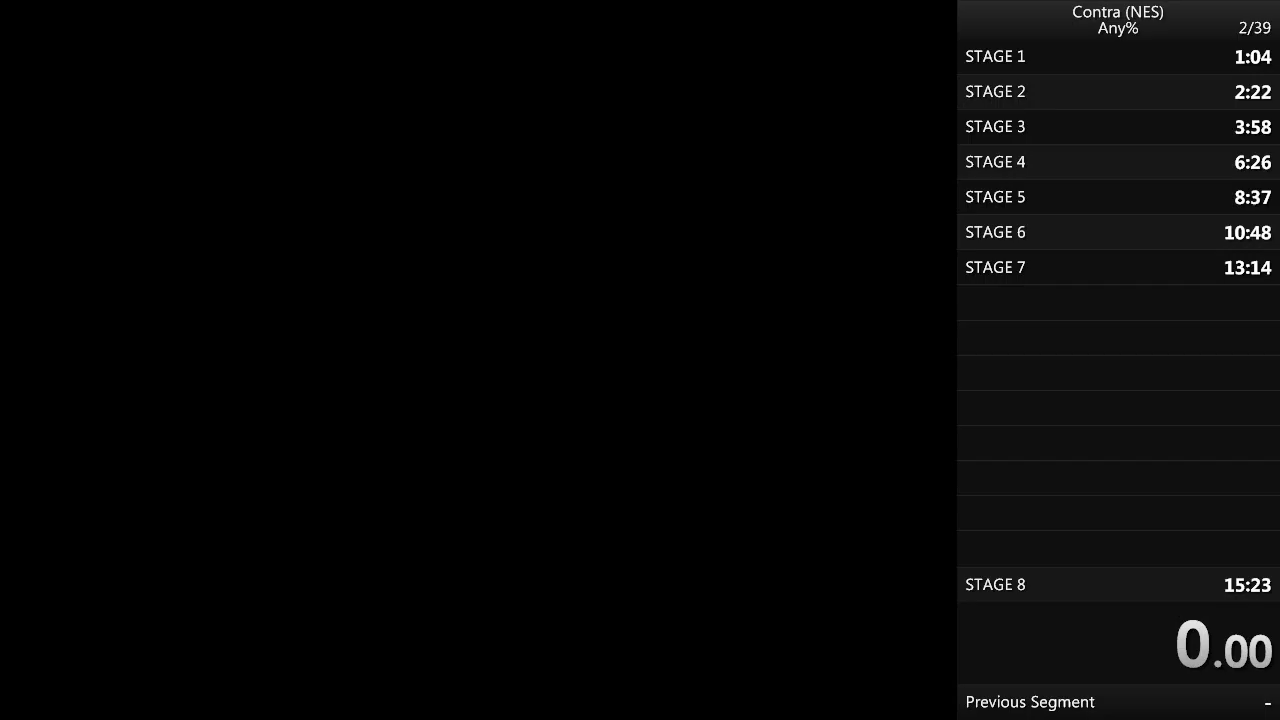 Contra (NES)
Any% 2/39
STAGE 1 1:04
STAGE 2 2:22
STAGE 3 3:58
STAGE 4 6:26
STAGE 5 8:37
STAGE 6 10:48
STAGE 7 13:14
STAGE 8 15:23
0.00
Previous Segment -